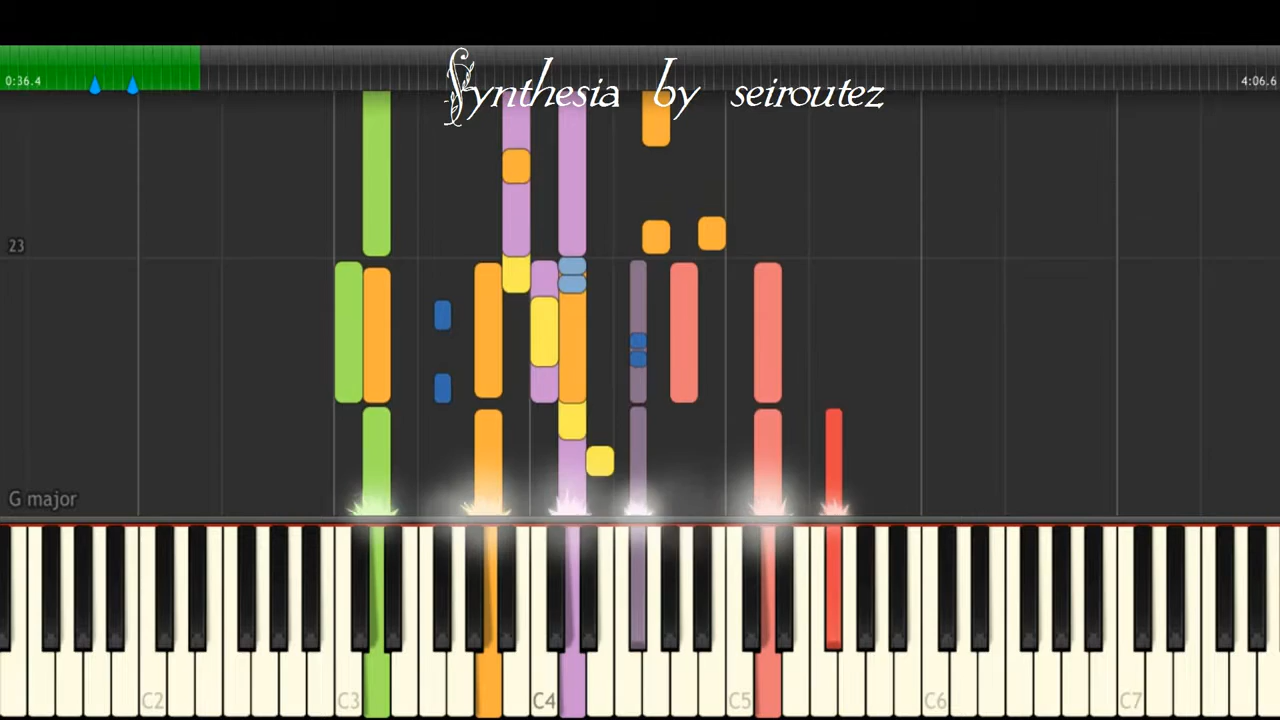 Synthesia by seiroutez
0:36.4
4:06.6
23
G major
C2 C3 C4 C5 C6 C7